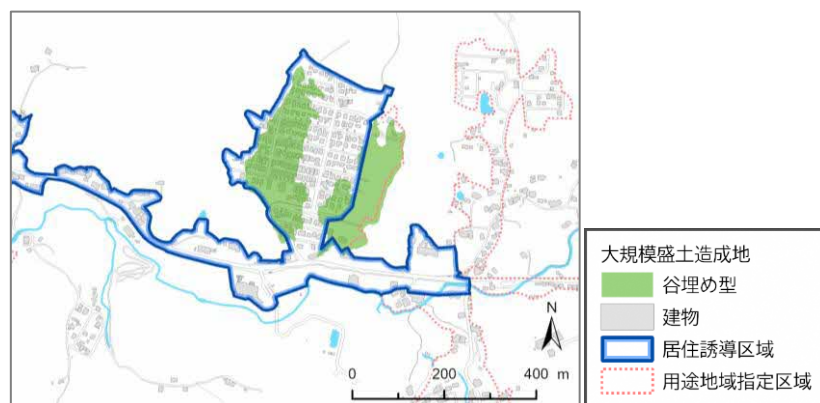 N
0 200 400 m
大規模盛土造成地
谷埋め型
建物
居住誘導区域
用途地域指定区域